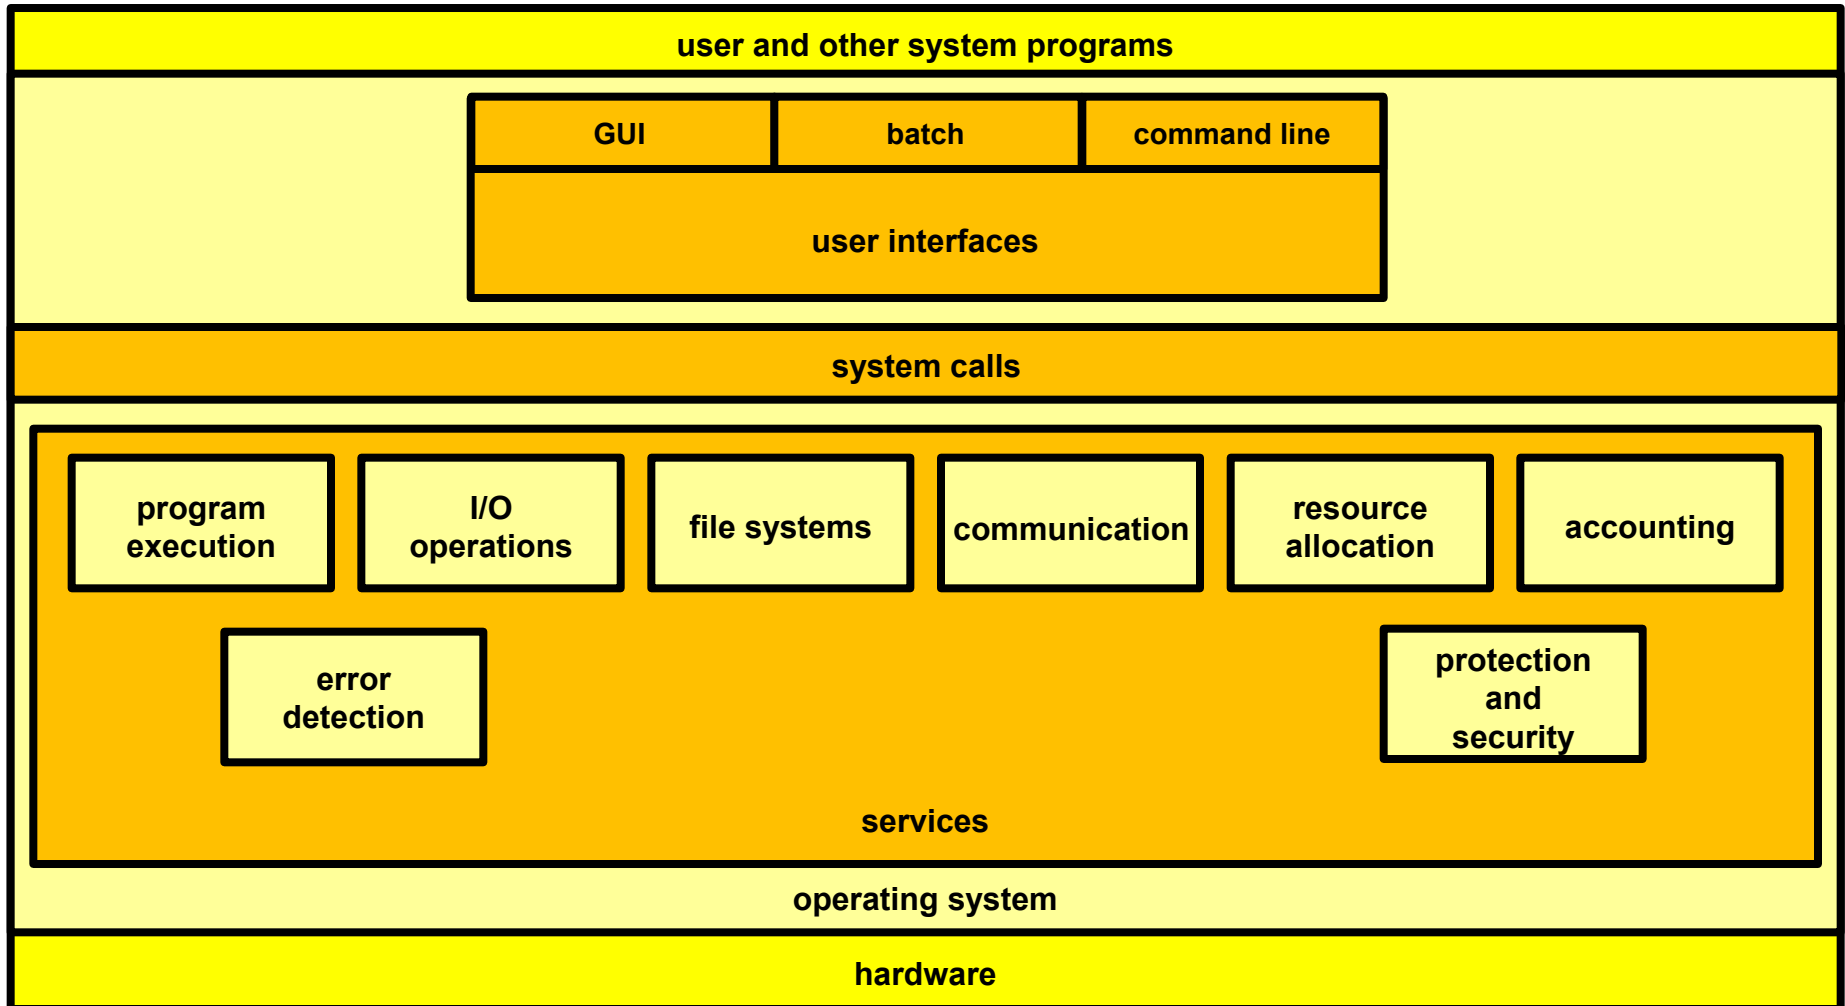 user and other system programs
GUI
batch
command line
user interfaces
system calls
program
execution
I/O
operations
file systems
communication
resource
allocation
accounting
error
detection
protection
and
security
services
operating system
hardware